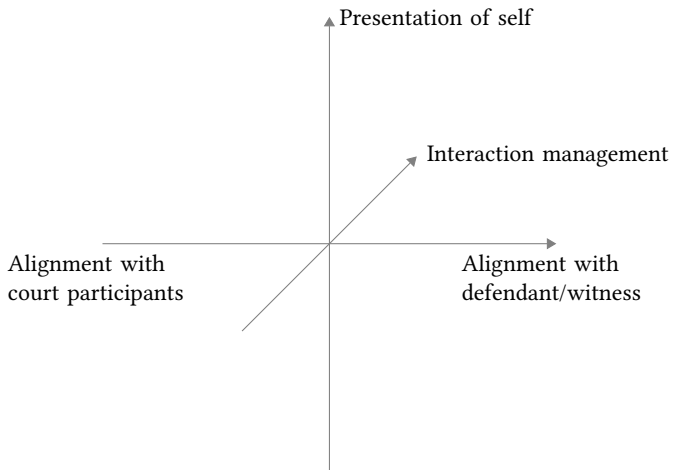 Presentation of self
Interaction management
Alignment with
court participants
Alignment with
defendant/witness